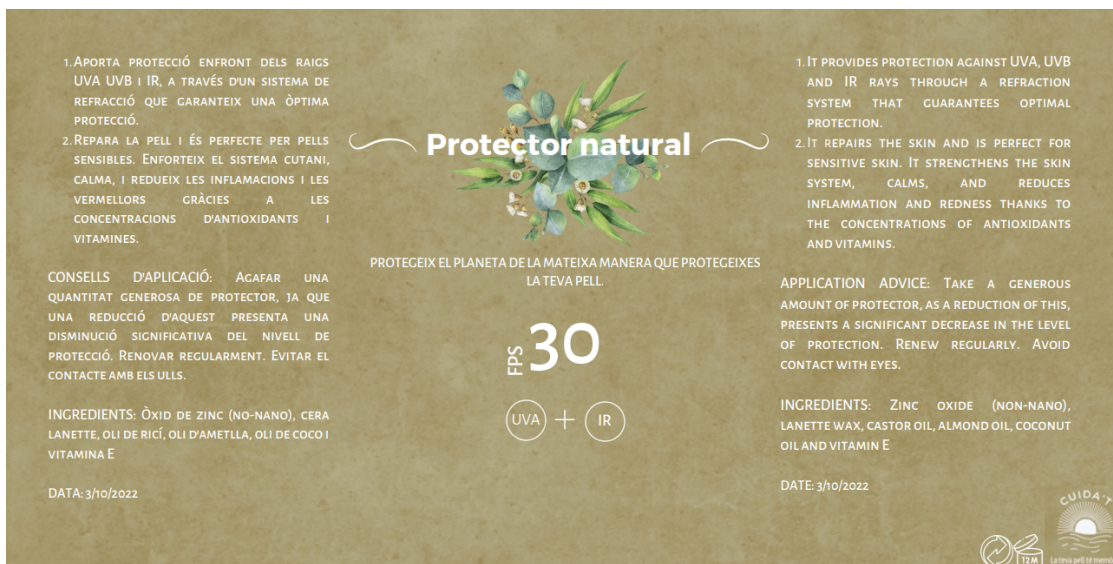 1. Aporta protecció enfront dels raigs
UVA UVB i IR, a través d'un sistema de
refracció que garanteix una òptima
protecció.
2. Repara la pell i és perfecte per pells
sensibles. Enforteix el sistema cutani,
calma, i redueix les inflamacions i les
vermellors gràcies a les
concentracions d'antioxidants i
vitamines.
CONSELLS D'APLICACIÓ: Agafar una
quantitat generosa de protector, ja que
una reducció d'aquest presenta una
disminució significativa del nivell de
protecció. Renovar regularment. Evitar el
contacte amb els ulls.
INGREDIENTS: Òxid de zinc (no-nano), cera
lanette, oli de ricí, oli d'ametlla, oli de coco i
vitamina E
DATA: 3/10/2022
Protector natural
PROTEGEIX EL PLANETA DE LA MATEIXA MANERA QUE PROTEGEIXES
LA TEVA PELL.
FPS 30
UVA + IR
1. It provides protection against UVA, UVB
and IR rays through a refraction
system that guarantees optimal
protection.
2. It repairs the skin and is perfect for
sensitive skin. It strengthens the skin
system, calms, and reduces
inflammation and redness thanks to
the concentrations of antioxidants
and vitamins.
APPLICATION ADVICE: Take a generous
amount of protector, as a reduction of this,
presents a significant decrease in the level
of protection. Renew regularly. Avoid
contact with eyes.
INGREDIENTS: Zinc oxide (non-nano),
lanette wax, castor oil, almond oil, coconut
oil and vitamin E
DATE: 3/10/2022
CUIDA'T
12M
La teva pell té